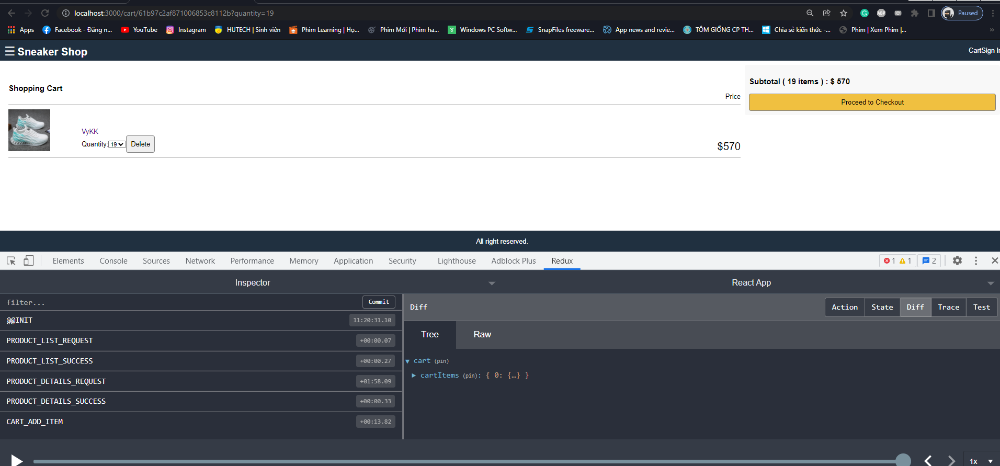 localhost:3000/cart/61b97c2af871006853c8112b?quantity=19
Paused
Apps
Facebook - Đăng n...
YouTube
Instagram
HUTECH | Sinh viên
Phim Learning | Họ...
Phim Mới | Phim ha...
Windows PC Softw...
SnapFiles freeware...
App news and revie...
TÔM GIỐNG CP TH...
Chia sẻ kiến thức -...
Phim | Xem Phim |...
»
☰ Sneaker Shop
CartSign In
Shopping Cart
Price
VyKK
Quantity: 19 Delete
$570
Subtotal ( 19 items ) : $ 570
Proceed to Checkout
All right reserved.
Elements Console Sources Network Performance Memory Application Security Lighthouse Adblock Plus Redux
1 1 2
Inspector
React App
filter...
Commit
@@INIT 11:20:31.10
PRODUCT_LIST_REQUEST +00:00.07
PRODUCT_LIST_SUCCESS +00:00.27
PRODUCT_DETAILS_REQUEST +01:58.09
PRODUCT_DETAILS_SUCCESS +00:00.33
CART_ADD_ITEM +00:13.82
Diff
Action State Diff Trace Test
Tree Raw
cart (pin)
cartItems (pin): { 0: {…} }
1x